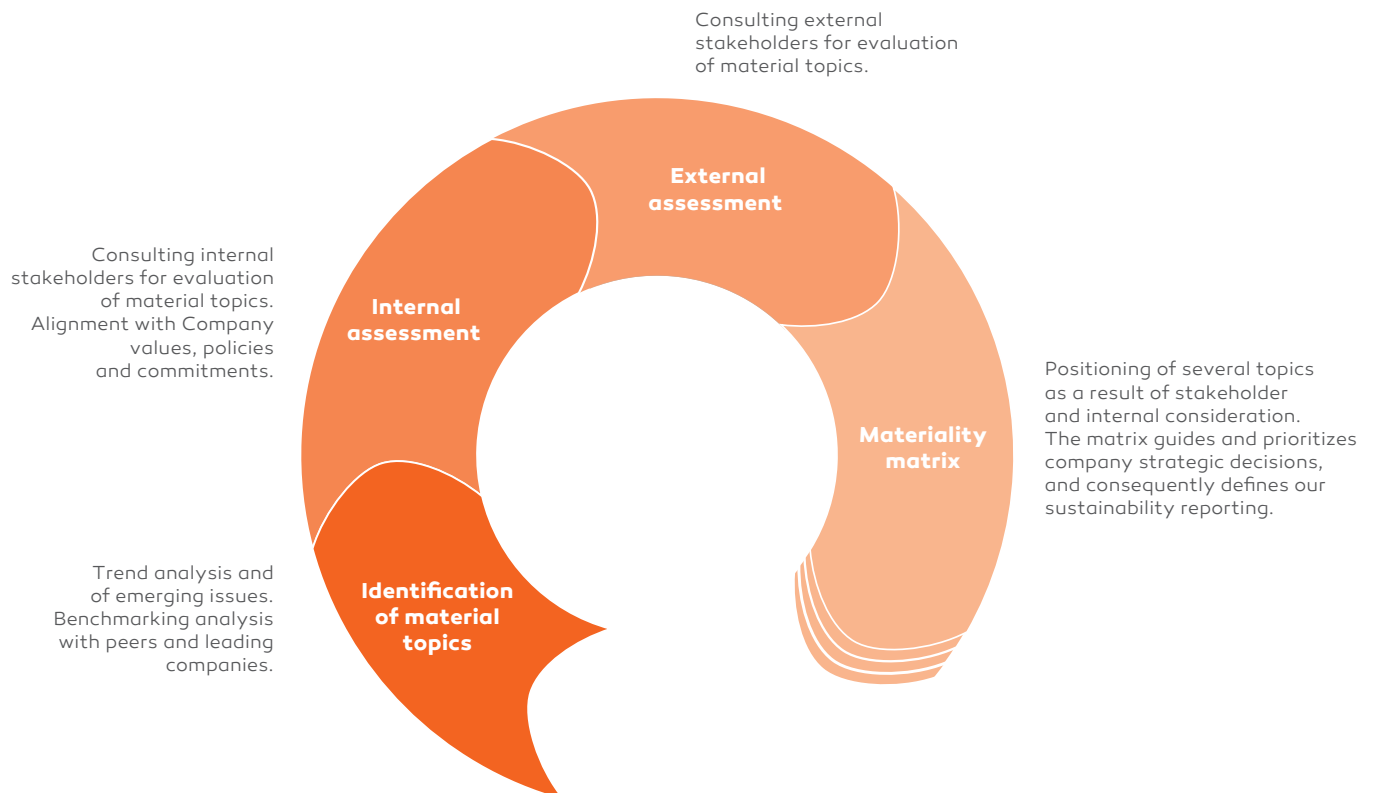 Consulting external
stakeholders for evaluation
of material topics.
External
assessment
Consulting internal
stakeholders for evaluation
of material topics.
Alignment with Company
values, policies
and commitments.
Internal
assessment
Positioning of several topics
as a result of stakeholder
and internal consideration.
The matrix guides and prioritizes
company strategic decisions,
and consequently defines our
sustainability reporting.
Materiality
matrix
Trend analysis and
of emerging issues.
Benchmarking analysis
with peers and leading
companies.
Identification
of material
topics